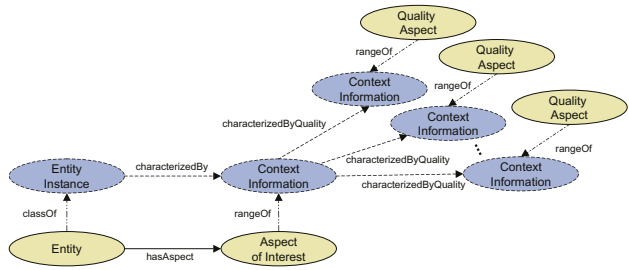 Quality
Aspect
rangeOf
Quality
Aspect
Context
Information
rangeOf
Quality
Aspect
characterizedByQuality
Context
Information
rangeOf
Entity
Instance
characterizedBy
Context
Information
characterizedByQuality
characterizedByQuality
Context
Information
classOf
rangeOf
Entity
hasAspect
Aspect
of Interest